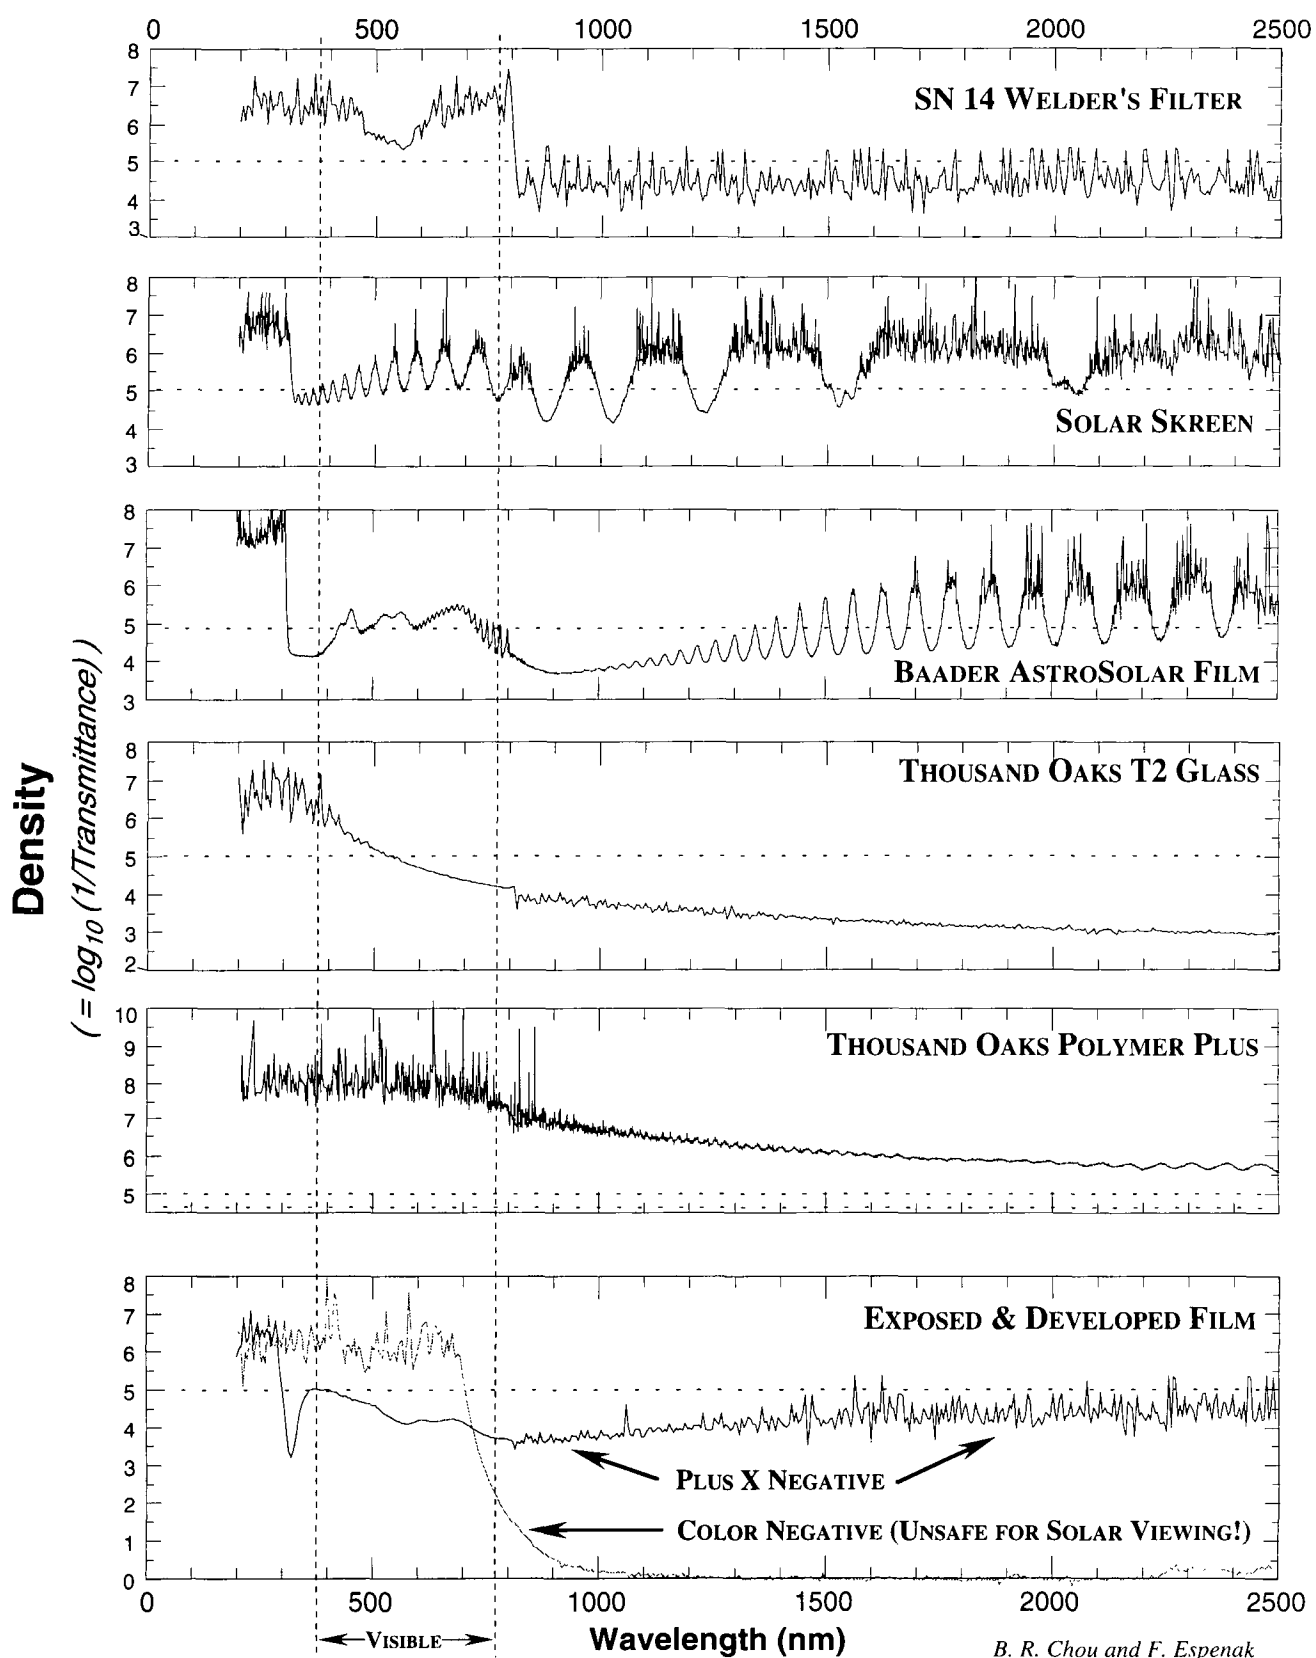 0 500 1000 1500 2000 2500
8
7
6
5
4
3
SN 14 WELDER'S FILTER
8
7
6
5
4
3
SOLAR SKREEN
8
7
6
5
4
3
BAADER ASTROSOLAR FILM
Density
( = log10 (1/Transmittance) )
8
7
6
5
4
3
2
THOUSAND OAKS T2 GLASS
10
9
8
7
6
5
THOUSAND OAKS POLYMER PLUS
8
7
6
5
4
3
2
1
0
EXPOSED & DEVELOPED FILM
PLUS X NEGATIVE
COLOR NEGATIVE (UNSAFE FOR SOLAR VIEWING!)
0 500 1000 1500 2000 2500
VISIBLE
Wavelength (nm)
B. R. Chou and F. Espenak